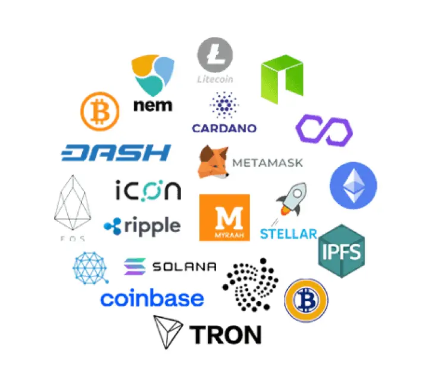 Litecoin
nem
CARDANO
DASH
METAMASK
icon
EOS
ripple
M
MYRAAH
STELLAR
IPFS
SOLANA
coinbase
TRON